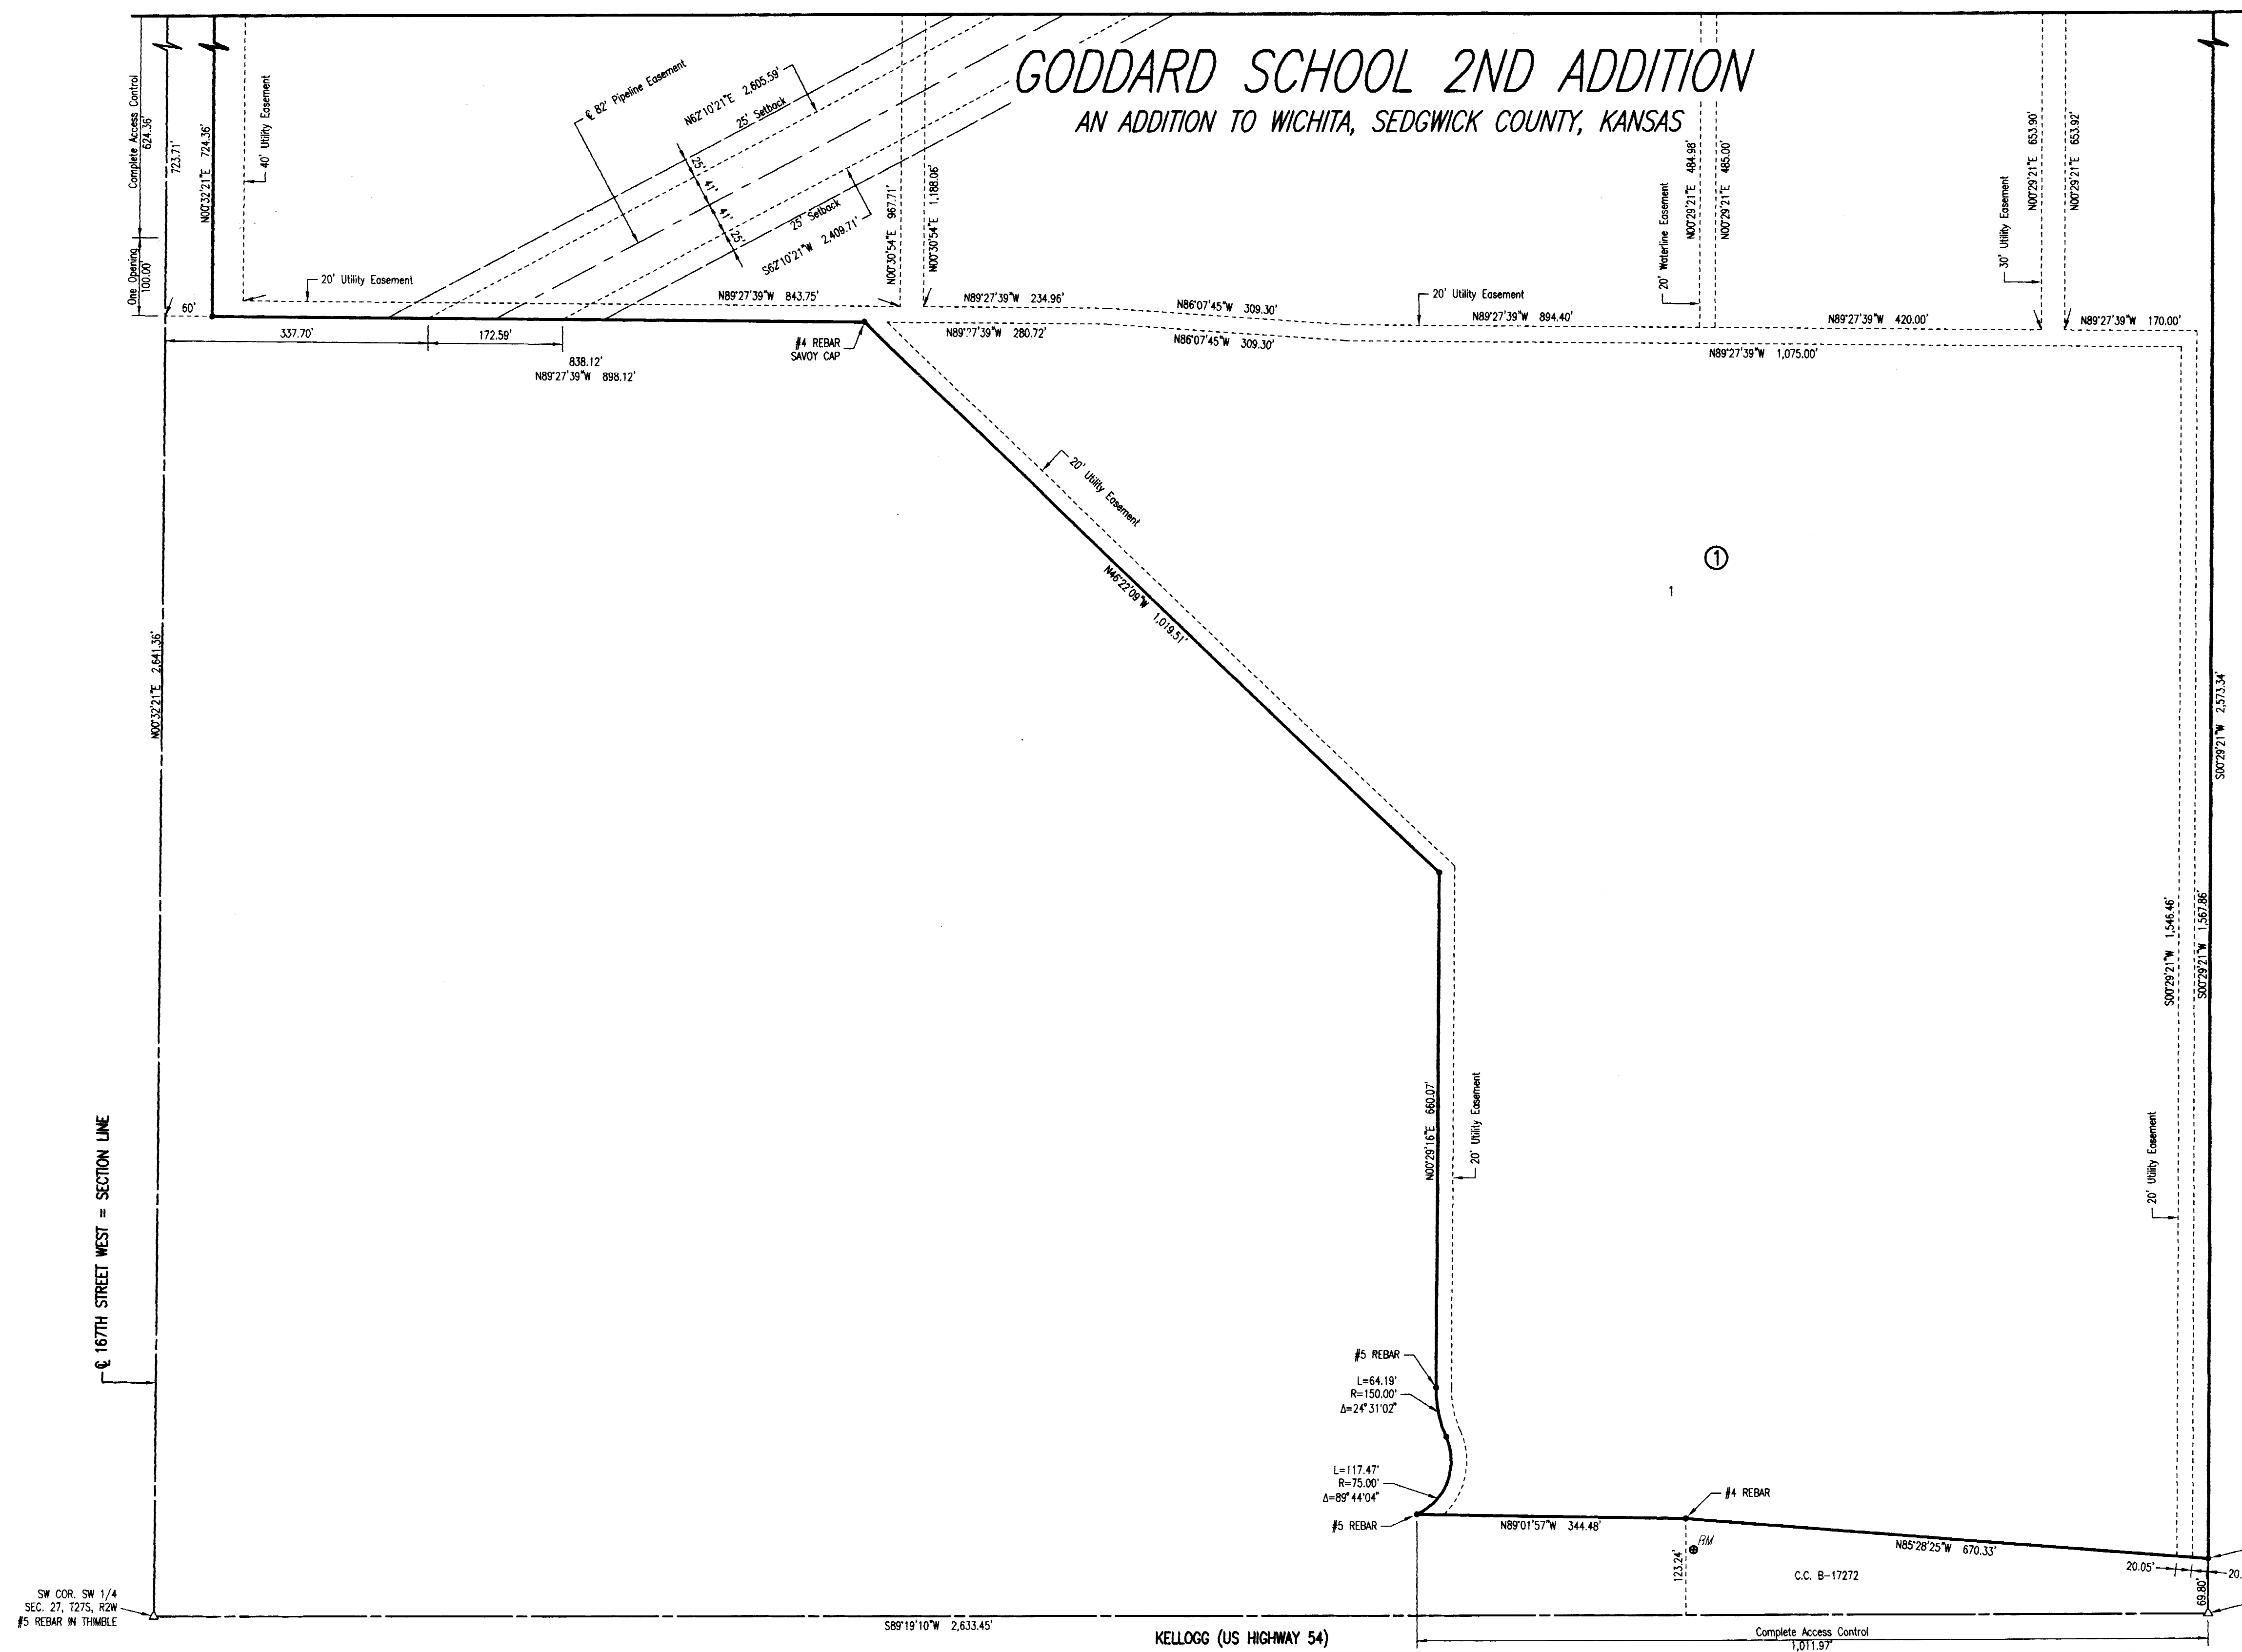 GODDARD SCHOOL 2ND ADDITION
AN ADDITION TO WICHITA, SEDGWICK COUNTY, KANSAS
Complete Access Control
624.36'
723.71'
N00°32'21"E 724.36'
40' Utility Easement
One Opening
100.00'
60'
20' Utility Easement
℄ 82' Pipeline Easement
N62°10'21"E 2,605.59'
25' Setback
25'
41'
41'
25'
25' Setback
S62°10'21"W 2,409.71'
N00°30'54"E 967.71'
N00°30'54"E 1,188.06'
N89°27'39"W 843.75'
N89°27'39"W 234.96'
N86°07'45"W 309.30'
20' Utility Easement
N89°27'39"W 894.40'
20' Waterline Easement
N00°29'21"E 484.98'
N00°29'21"E 485.00'
N89°27'39"W 420.00'
30' Utility Easement
N00°29'21"E 653.90'
N00°29'21"E 653.92'
N89°27'39"W 170.00'
337.70'
172.59'
838.12'
N89°27'39"W 898.12'
#4 REBAR
SAVOY CAP
N89°27'39"W 280.72'
N86°07'45"W 309.30'
N89°27'39"W 1,075.00'
20' Utility Easement
N46°22'09"W 1,019.51'
1
1
N00°32'21"E 2,641.36'
S00°29'21"W 2,573.34'
S00°29'21"W 1,546.46'
S00°29'21"W 1,567.86'
N00°29'16"E 660.07'
20' Utility Easement
20' Utility Easement
℄ 167TH STREET WEST = SECTION LINE
#5 REBAR
L=64.19'
R=150.00'
Δ=24°31'02"
L=117.47'
R=75.00'
Δ=89°44'04"
#5 REBAR
#4 REBAR
N89°01'57"W 344.48'
BM
123.24'
N85°28'25"W 670.33'
C.C. B-17272
20.05'
20.
69.80'
SW COR. SW 1/4
SEC. 27, T27S, R2W
#5 REBAR IN THIMBLE
S89°19'10"W 2,633.45'
KELLOGG (US HIGHWAY 54)
Complete Access Control
1,011.97'